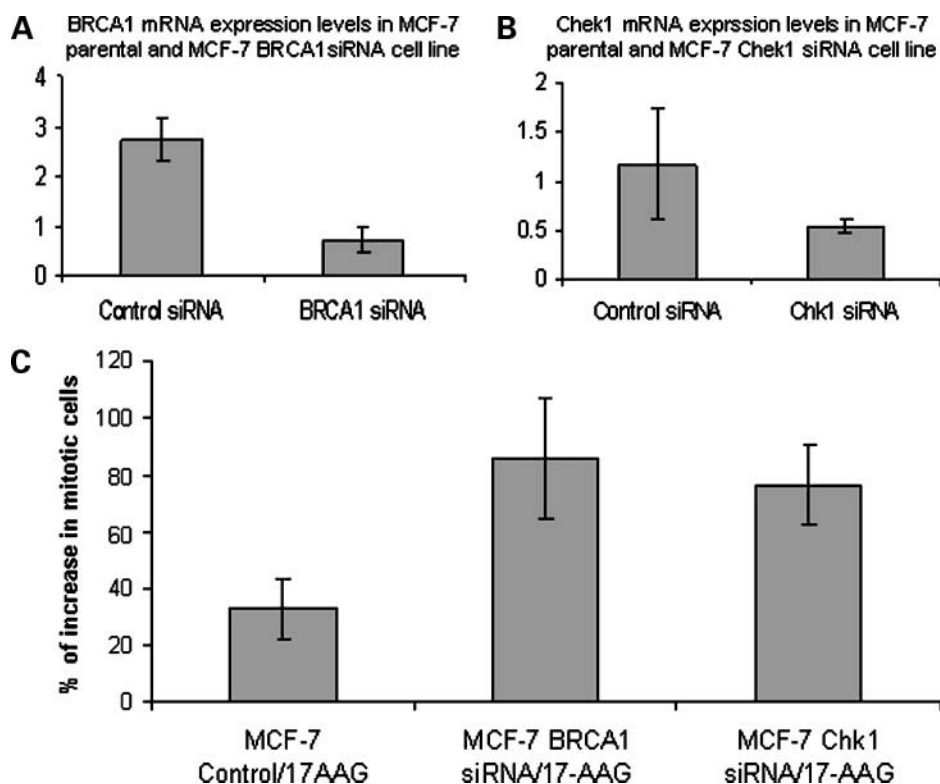 A
BRCA1 mRNA expression levels in MCF-7
parental and MCF-7 BRCA1siRNA cell line
4
3
2
1
0
Control siRNA
BRCA1 siRNA
B
Chek1 mRNA exprssion levels in MCF-7
parental and MCF-7 Chek1 siRNA cell line
2
1.5
1
0.5
0
Control siRNA
Chk1 siRNA
C
% of increase in mitotic cells
120
100
80
60
40
20
0
MCF-7
Control/17AAG
MCF-7 BRCA1
siRNA/17-AAG
MCF-7 Chk1
siRNA/17-AAG